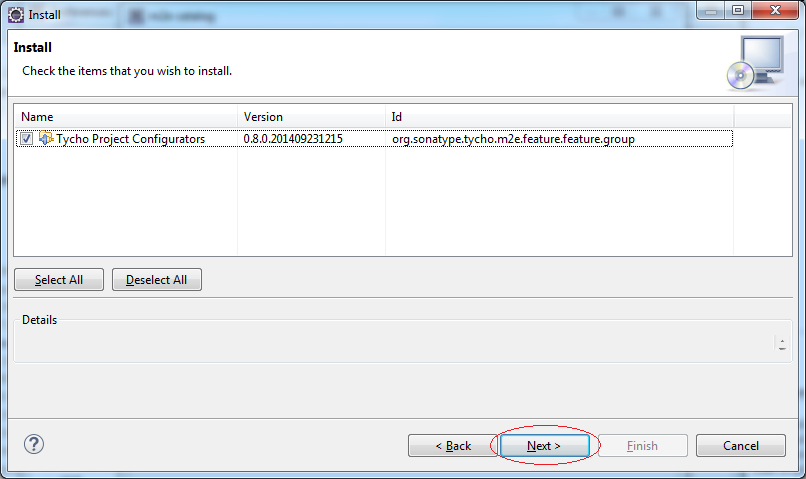 Install
Install
Check the items that you wish to install.
Name Version Id
Tycho Project Configurators 0.8.0.201409231215 org.sonatype.tycho.m2e.feature.feature.group
Select All Deselect All
Details
? < Back Next > Finish Cancel